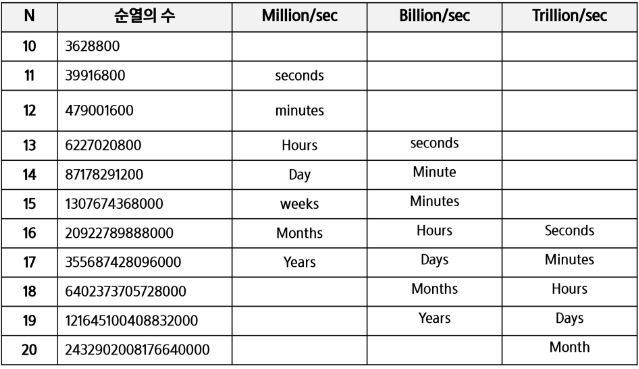 N 순열의 수 Million/sec Billion/sec Trillion/sec
10 3628800
11 39916800 seconds
12 479001600 minutes
13 6227020800 Hours seconds
14 87178291200 Day Minute
15 1307674368000 weeks Minutes
16 20922789888000 Months Hours Seconds
17 355687428096000 Years Days Minutes
18 6402373705728000 Months Hours
19 121645100408832000 Years Days
20 2432902008176640000 Month